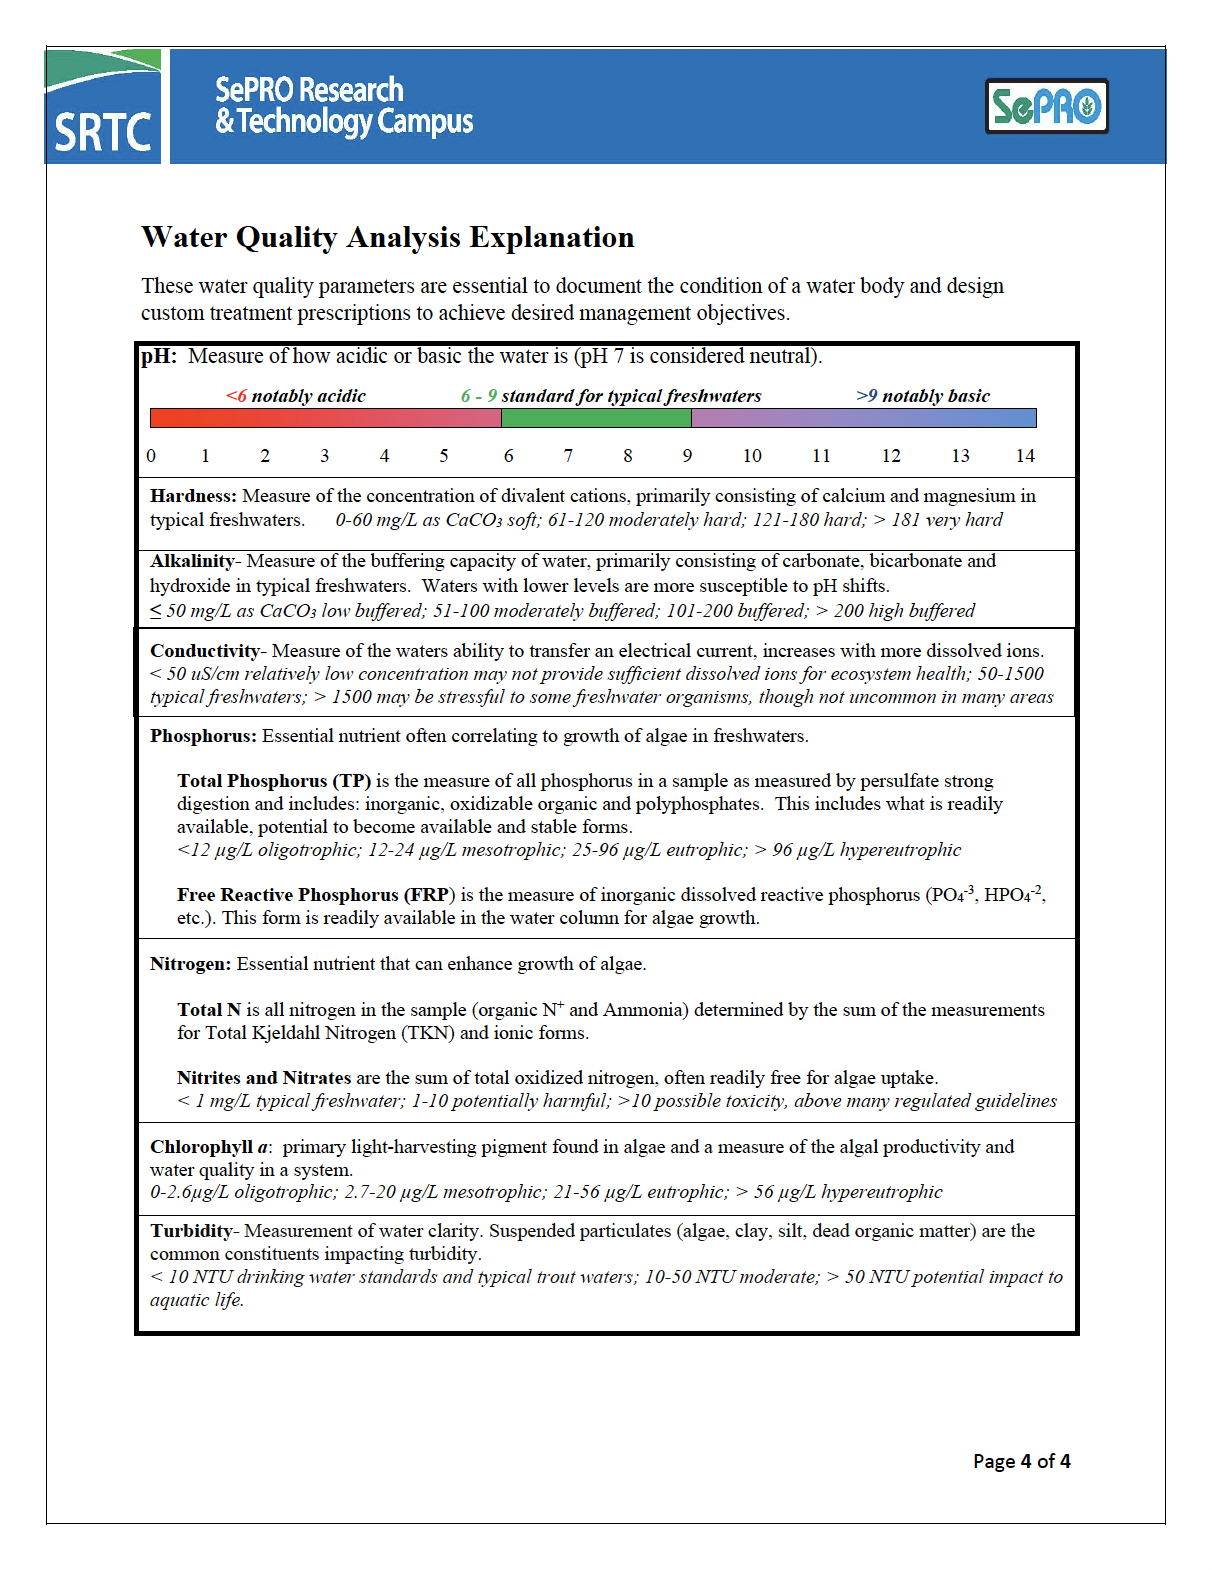 SRTC
SePRO Research
& Technology Campus
SePRO
Water Quality Analysis Explanation
These water quality parameters are essential to document the condition of a water body and design
custom treatment prescriptions to achieve desired management objectives.
pH:  Measure of how acidic or basic the water is (pH 7 is considered neutral).
<6 notably acidic   6 - 9 standard for typical freshwaters   >9 notably basic
0 1 2 3 4 5 6 7 8 9 10 11 12 13 14
Hardness: Measure of the concentration of divalent cations, primarily consisting of calcium and magnesium in
typical freshwaters.   0-60 mg/L as CaCO₃ soft; 61-120 moderately hard; 121-180 hard; > 181 very hard
Alkalinity- Measure of the buffering capacity of water, primarily consisting of carbonate, bicarbonate and
hydroxide in typical freshwaters.  Waters with lower levels are more susceptible to pH shifts.
≤ 50 mg/L as CaCO₃ low buffered; 51-100 moderately buffered; 101-200 buffered; > 200 high buffered
Conductivity- Measure of the waters ability to transfer an electrical current, increases with more dissolved ions.
< 50 uS/cm relatively low concentration may not provide sufficient dissolved ions for ecosystem health; 50-1500
typical freshwaters; > 1500 may be stressful to some freshwater organisms, though not uncommon in many areas
Phosphorus: Essential nutrient often correlating to growth of algae in freshwaters.
Total Phosphorus (TP) is the measure of all phosphorus in a sample as measured by persulfate strong
digestion and includes: inorganic, oxidizable organic and polyphosphates.  This includes what is readily
available, potential to become available and stable forms.
<12 µg/L oligotrophic; 12-24 µg/L mesotrophic; 25-96 µg/L eutrophic; > 96 µg/L hypereutrophic
Free Reactive Phosphorus (FRP) is the measure of inorganic dissolved reactive phosphorus (PO₄⁻³, HPO₄⁻²,
etc.). This form is readily available in the water column for algae growth.
Nitrogen: Essential nutrient that can enhance growth of algae.
Total N is all nitrogen in the sample (organic N⁺ and Ammonia) determined by the sum of the measurements
for Total Kjeldahl Nitrogen (TKN) and ionic forms.
Nitrites and Nitrates are the sum of total oxidized nitrogen, often readily free for algae uptake.
< 1 mg/L typical freshwater; 1-10 potentially harmful; >10 possible toxicity, above many regulated guidelines
Chlorophyll a:  primary light-harvesting pigment found in algae and a measure of the algal productivity and
water quality in a system.
0-2.6µg/L oligotrophic; 2.7-20 µg/L mesotrophic; 21-56 µg/L eutrophic; > 56 µg/L hypereutrophic
Turbidity- Measurement of water clarity. Suspended particulates (algae, clay, silt, dead organic matter) are the
common constituents impacting turbidity.
< 10 NTU drinking water standards and typical trout waters; 10-50 NTU moderate; > 50 NTU potential impact to
aquatic life.
Page 4 of 4